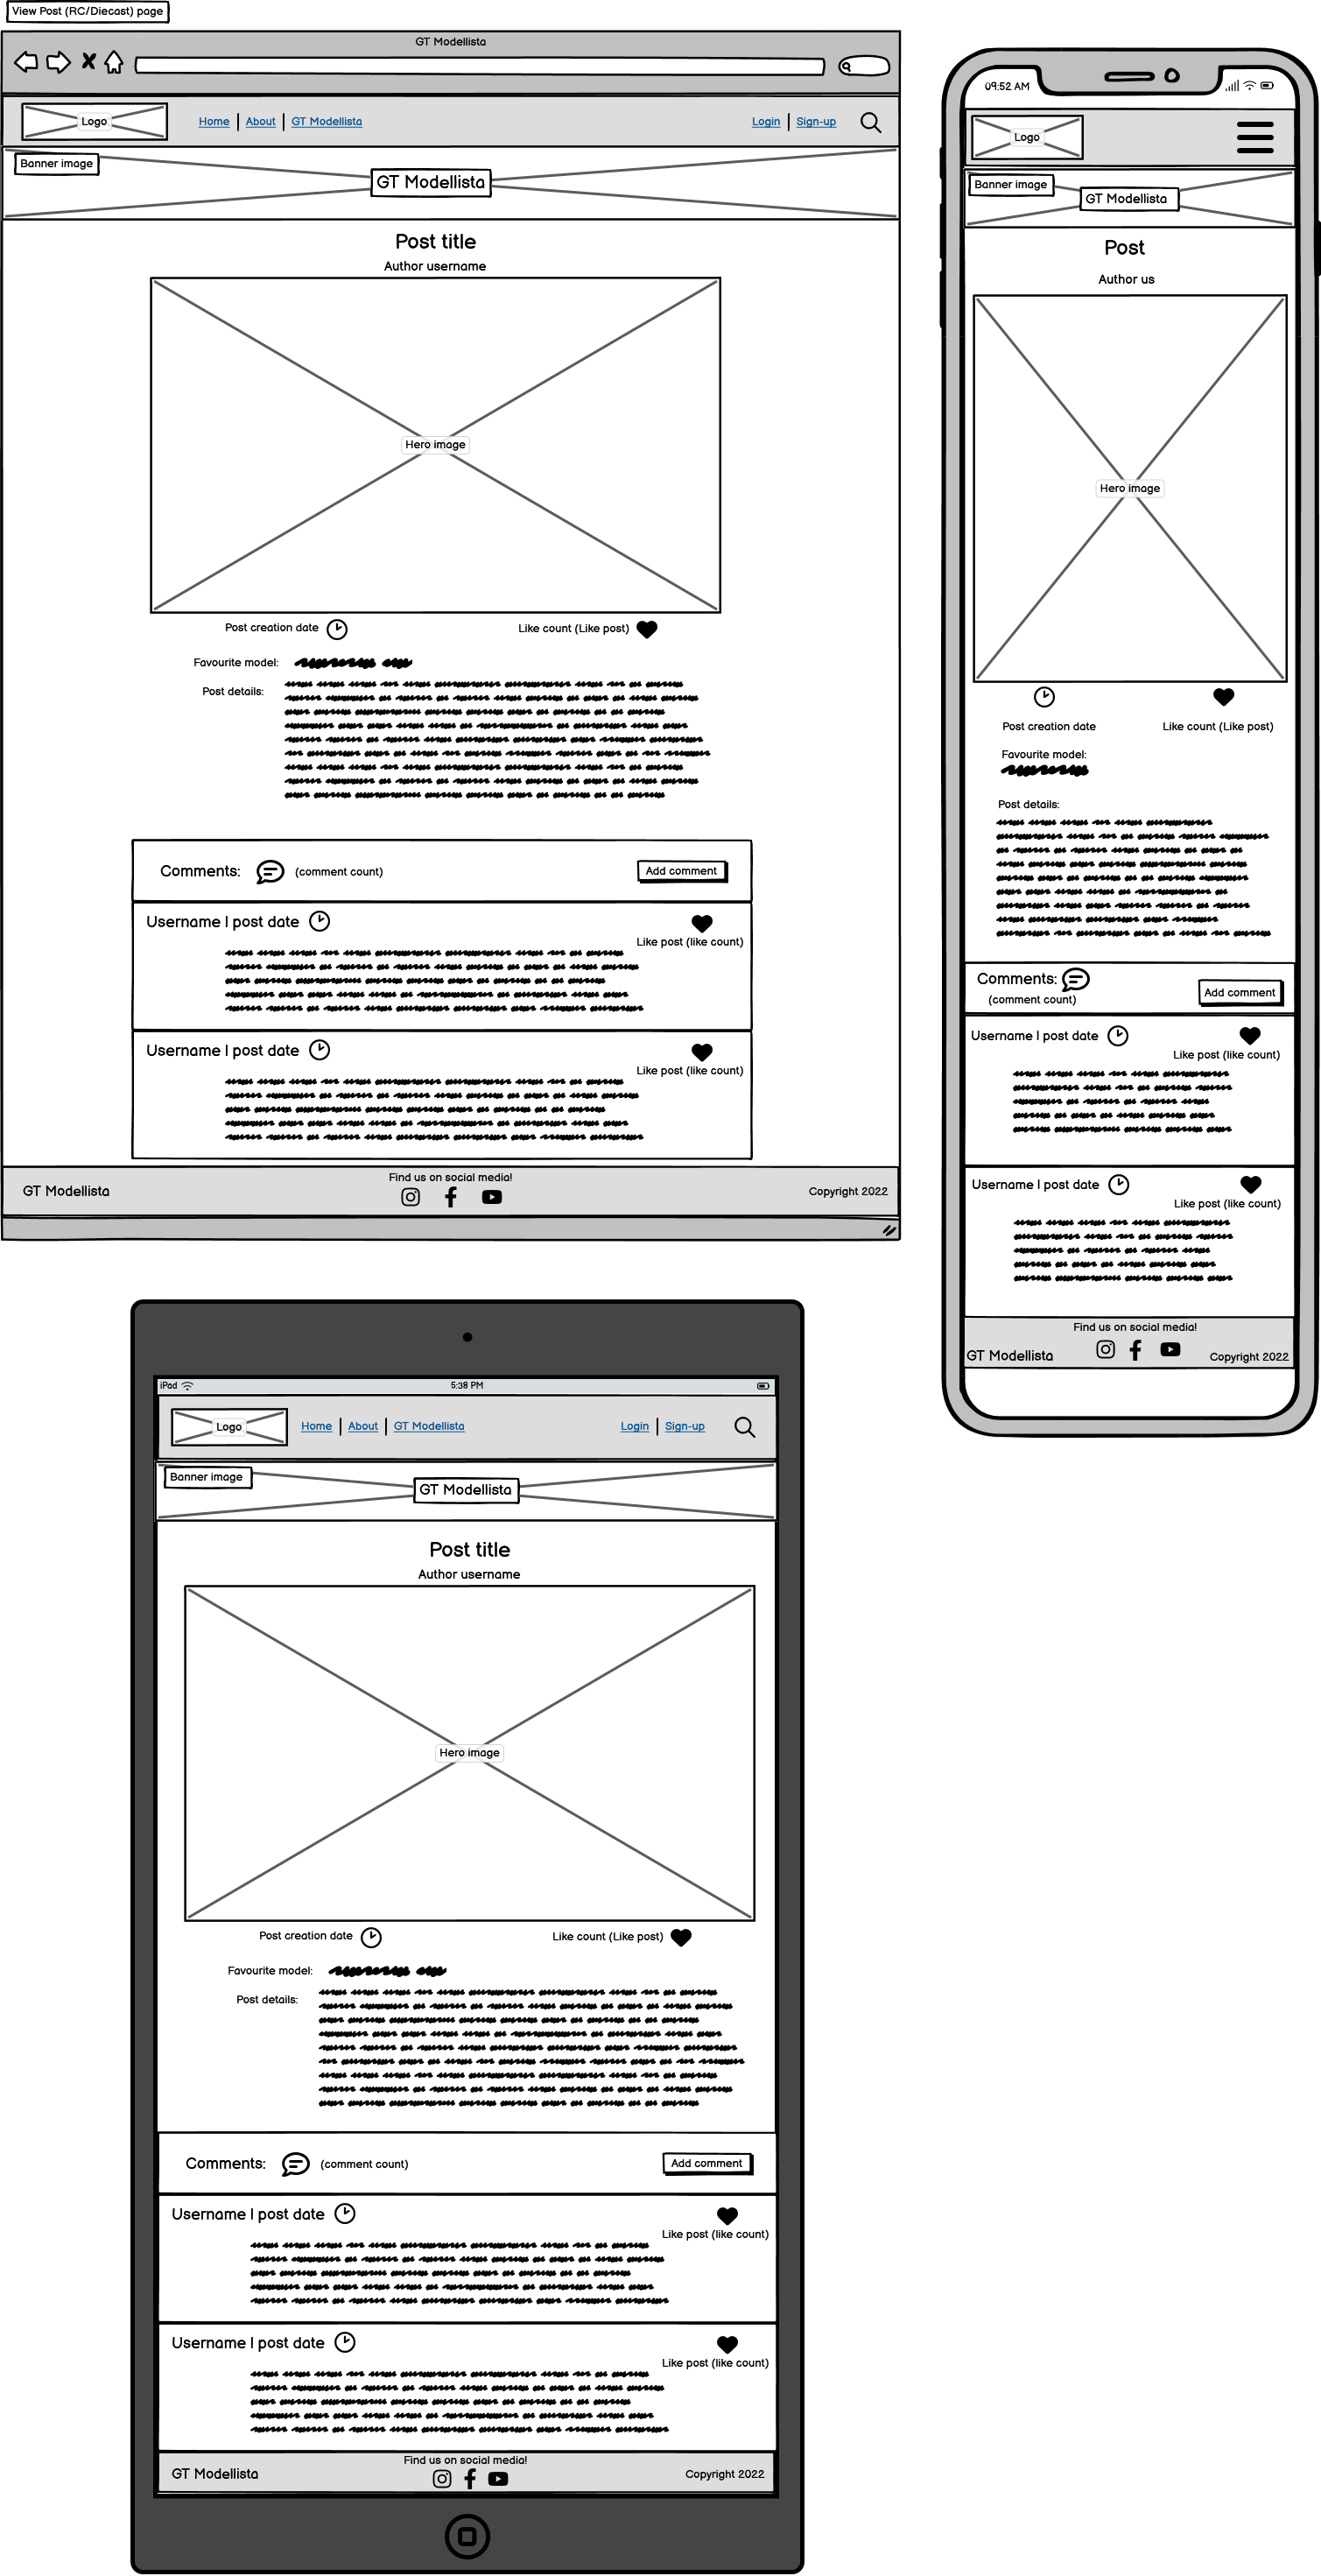 View Post (RC/Diecast) page
GT Modellista
Logo
Home About GT Modellista
Login Sign-up
Banner image
GT Modellista
Post title
Author username
Hero image
Post creation date
Like count (Like post)
Favourite model:
Post details:
Comments: (comment count)
Add comment
Username | post date
Like post (like count)
Username | post date
Like post (like count)
Find us on social media!
GT Modellista
Copyright 2022
09:52 AM
Logo
Banner image
GT Modellista
Post
Author us
Hero image
Post creation date
Like count (Like post)
Favourite model:
Post details:
Comments:
(comment count)
Add comment
Username | post date
Like post (like count)
Username | post date
Like post (like count)
Find us on social media!
GT Modellista
Copyright 2022
iPad
5:38 PM
Logo
Home About GT Modellista
Login Sign-up
Banner image
GT Modellista
Post title
Author username
Hero image
Post creation date
Like count (Like post)
Favourite model:
Post details:
Comments: (comment count)
Add comment
Username | post date
Like post (like count)
Username | post date
Like post (like count)
Find us on social media!
GT Modellista
Copyright 2022